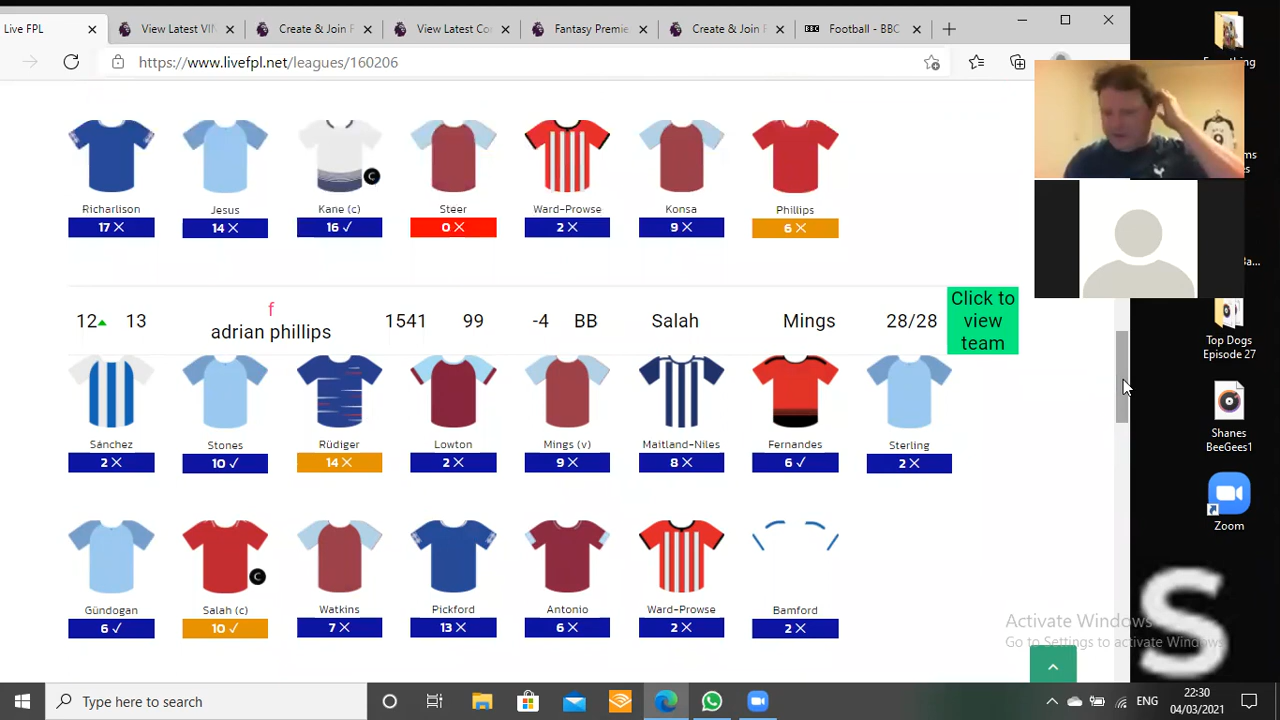 Live FPL
View Latest VIN
Create & Join F
View Latest Co
Fantasy Premie
Create & Join F
BBC
Football - BBC
https://www.livefpl.net/leagues/160206
C
Richarlison
Jesus
Kane (c)
Steer
Ward-Prowse
Konsa
Phillips
17 ×
14 ×
16 ✓
0 ×
2 ×
9 ×
6 ×
12 13
f
adrian phillips
1541 99 -4 BB Salah Mings 28/28
Click to
view
team
Sánchez
Stones
Rüdiger
Lowton
Mings (v)
Maitland-Niles
Fernandes
Sterling
2 ×
10 ✓
14 ×
2 ×
9 ×
8 ×
6 ✓
2 ×
C
Gündogan
Salah (c)
Watkins
Pickford
Antonio
Ward-Prowse
Bamford
6 ✓
10 ✓
7 ×
13 ×
6 ×
2 ×
2 ×
Top Dogs
Episode 27
Shanes
BeeGees1
Zoom
S
Activate Windows
Go to Settings to activate Windows.
Type here to search
ENG
22:30
04/03/2021